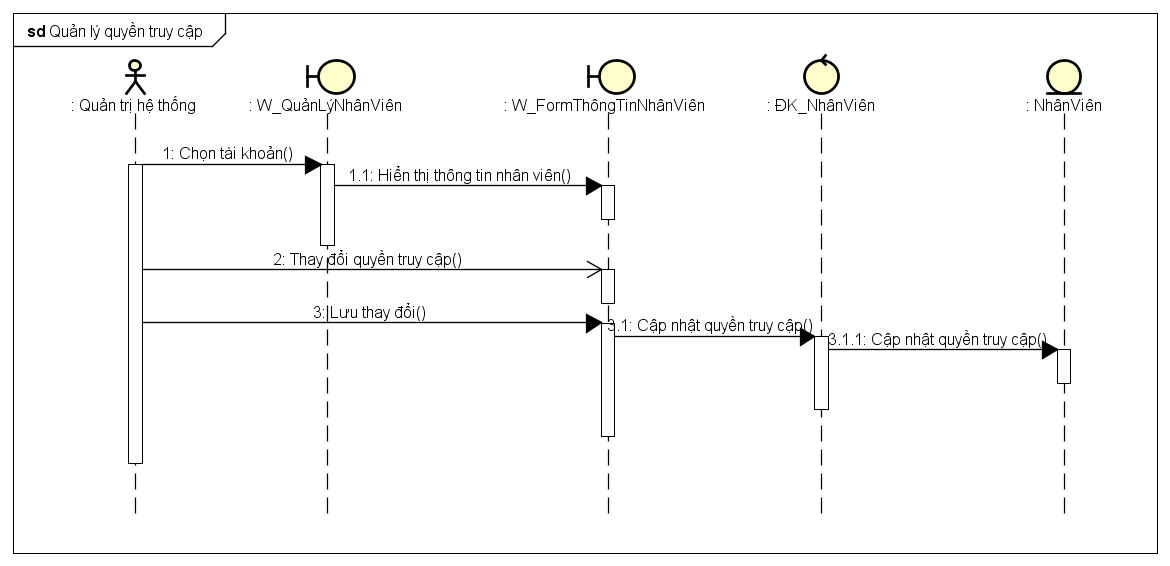 sd Quản lý quyền truy cập
: Quản trị hệ thống
: W_QuảnLýNhânViên
: W_FormThôngTinNhânViên
: ĐK_NhânViên
: NhânViên
1: Chọn tài khoản()
1.1: Hiển thị thông tin nhân viên()
2: Thay đổi quyền truy cập()
3: Lưu thay đổi()
3.1: Cập nhật quyền truy cập()
3.1.1: Cập nhật quyền truy cập()